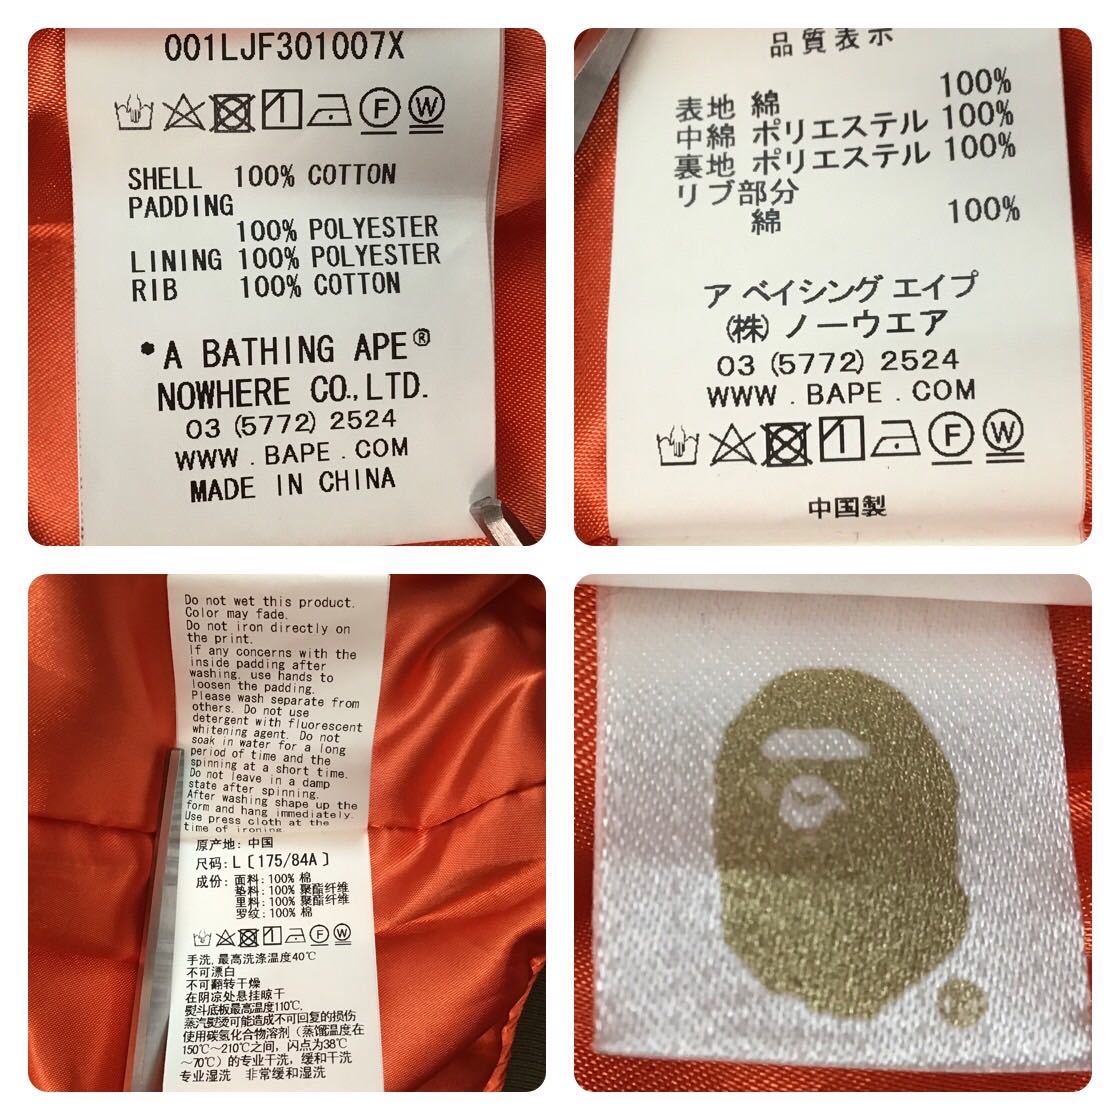 001LJF301007X
F W
SHELL 100% COTTON
PADDING
100% POLYESTER
LINING 100% POLYESTER
RIB 100% COTTON
*A BATHING APE®
NOWHERE CO.,LTD.
03 (5772) 2524
WWW . BAPE . COM
MADE IN CHINA
品質表示
表地 綿 100%
中綿 ポリエステル 100%
裏地 ポリエステル 100%
リブ部分
綿 100%
ア ベイシング エイプ
(株) ノーウエア
03 (5772) 2524
WWW . BAPE . COM
F W
中国製
Do not wet this product.
Color may fade.
Do not iron directly on
the print.
If any concerns with the
inside padding after
washing, use hands to
loosen the padding.
Please wash separate from
others. Do not use
detergent with fluorescent
whitening agent. Do not
soak in water for a long
period of time and the
spinning at a short time.
Do not leave in a damp
state after spinning.
After washing shape up the
form and hang immediately.
Use press cloth at the
time of ironing
原产地: 中国
尺码: L [175/84A]
成份: 面料: 100% 棉
垫料: 100% 聚酯纤维
里料: 100% 聚酯纤维
罗纹: 100% 棉
F W
手洗, 最高洗涤温度40℃
不可漂白
不可翻转干燥
在阴凉处悬挂晾干
熨斗底板最高温度110℃,
蒸汽熨烫可能造成不可回复的损伤
使用碳氢化合物溶剂 (蒸馏温度在
150℃~210℃之间, 闪点为38℃
~70℃) 的专业干洗, 缓和干洗
专业湿洗 非常缓和湿洗